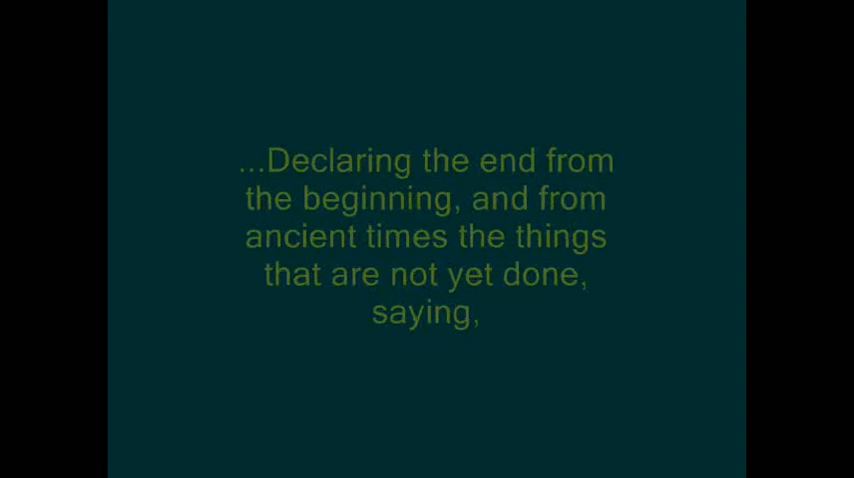 ...Declaring the end from
the beginning, and from
ancient times the things
that are not yet done,
saying,